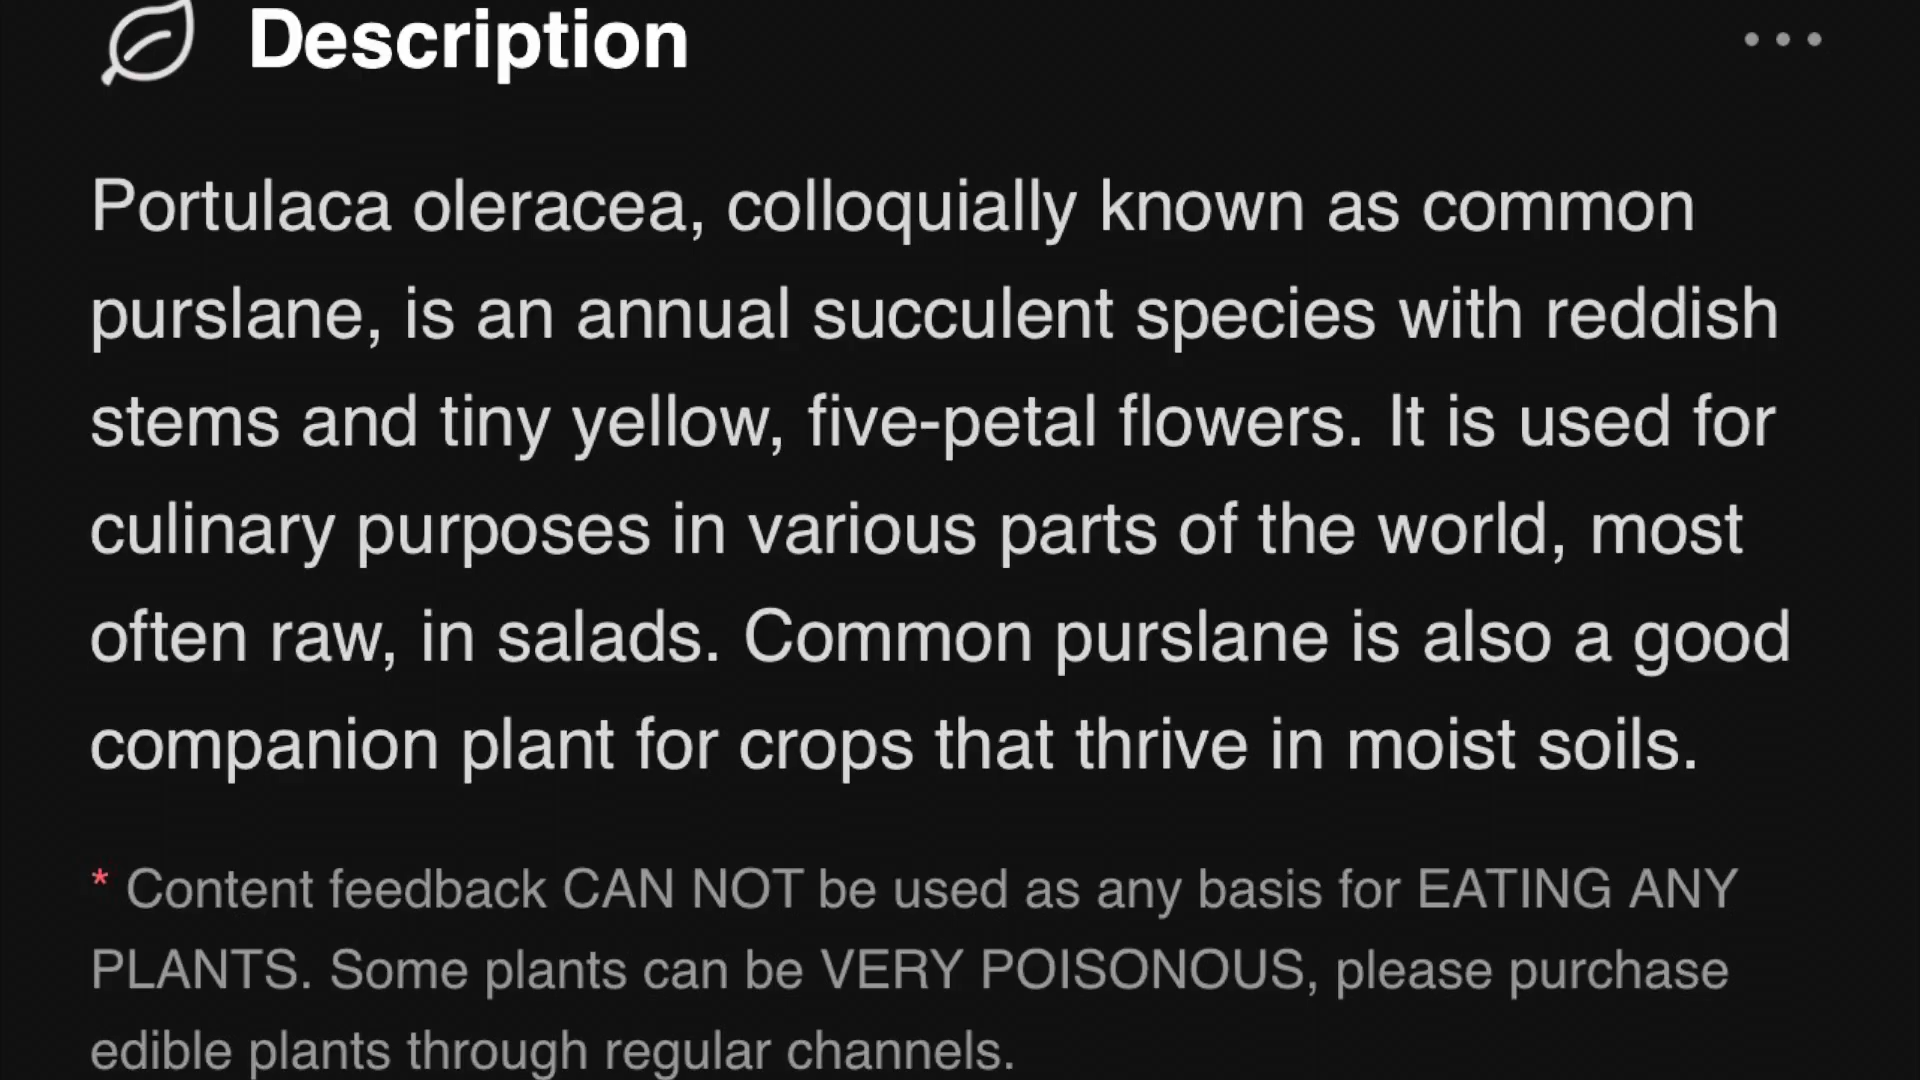 Description
Portulaca oleracea, colloquially known as common
purslane, is an annual succulent species with reddish
stems and tiny yellow, five-petal flowers. It is used for
culinary purposes in various parts of the world, most
often raw, in salads. Common purslane is also a good
companion plant for crops that thrive in moist soils.
* Content feedback CAN NOT be used as any basis for EATING ANY
PLANTS. Some plants can be VERY POISONOUS, please purchase
edible plants through regular channels.